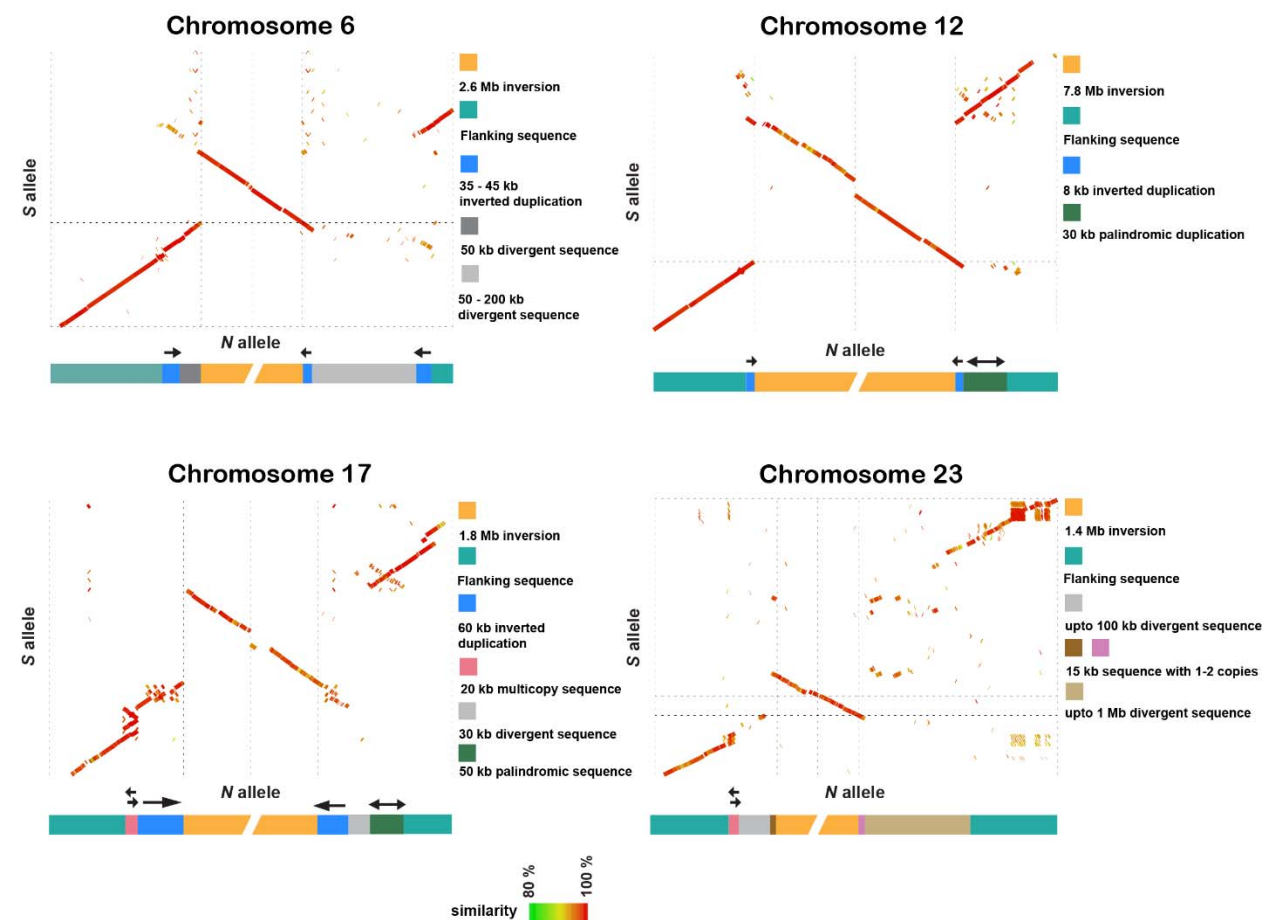 Chromosome 6
S allele
2.6 Mb inversion
Flanking sequence
35 - 45 kb
inverted duplication
50 kb divergent sequence
50 - 200 kb
divergent sequence
N allele
Chromosome 12
S allele
7.8 Mb inversion
Flanking sequence
8 kb inverted duplication
30 kb palindromic duplication
N allele
Chromosome 17
S allele
1.8 Mb inversion
Flanking sequence
60 kb inverted
duplication
20 kb multicopy sequence
30 kb divergent sequence
50 kb palindromic sequence
N allele
Chromosome 23
S allele
1.4 Mb inversion
Flanking sequence
upto 100 kb divergent sequence
15 kb sequence with 1-2 copies
upto 1 Mb divergent sequence
N allele
similarity
80 %
100 %